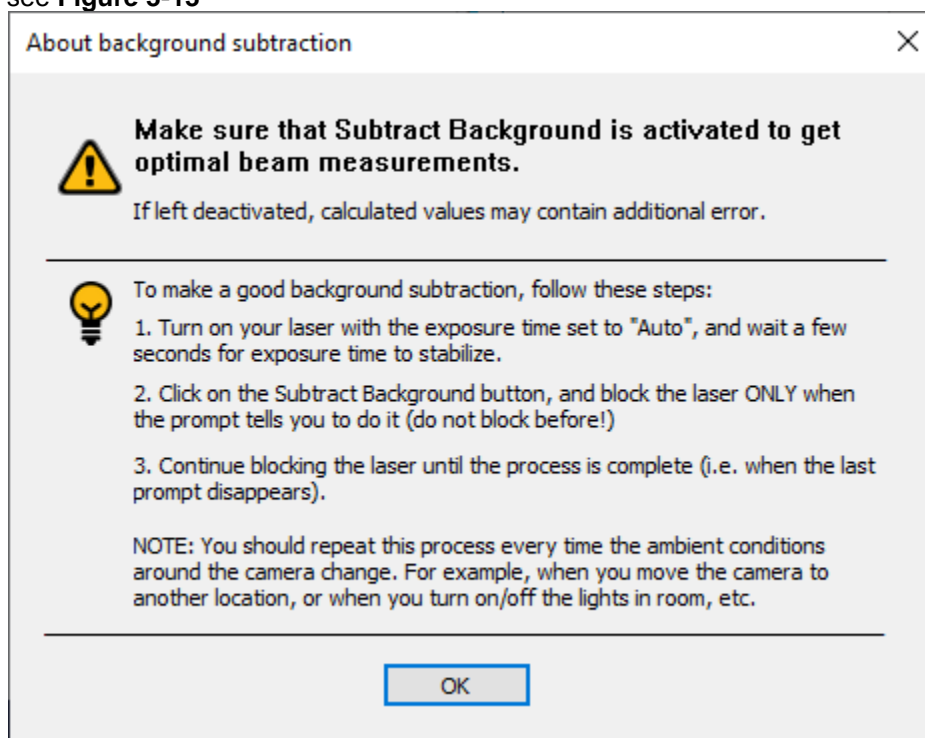 see Figure 3-13
About background subtraction
Make sure that Subtract Background is activated to get
optimal beam measurements.
If left deactivated, calculated values may contain additional error.
To make a good background subtraction, follow these steps:
1. Turn on your laser with the exposure time set to "Auto", and wait a few
seconds for exposure time to stabilize.
2. Click on the Subtract Background button, and block the laser ONLY when
the prompt tells you to do it (do not block before!)
3. Continue blocking the laser until the process is complete (i.e. when the last
prompt disappears).
NOTE: You should repeat this process every time the ambient conditions
around the camera change. For example, when you move the camera to
another location, or when you turn on/off the lights in room, etc.
OK